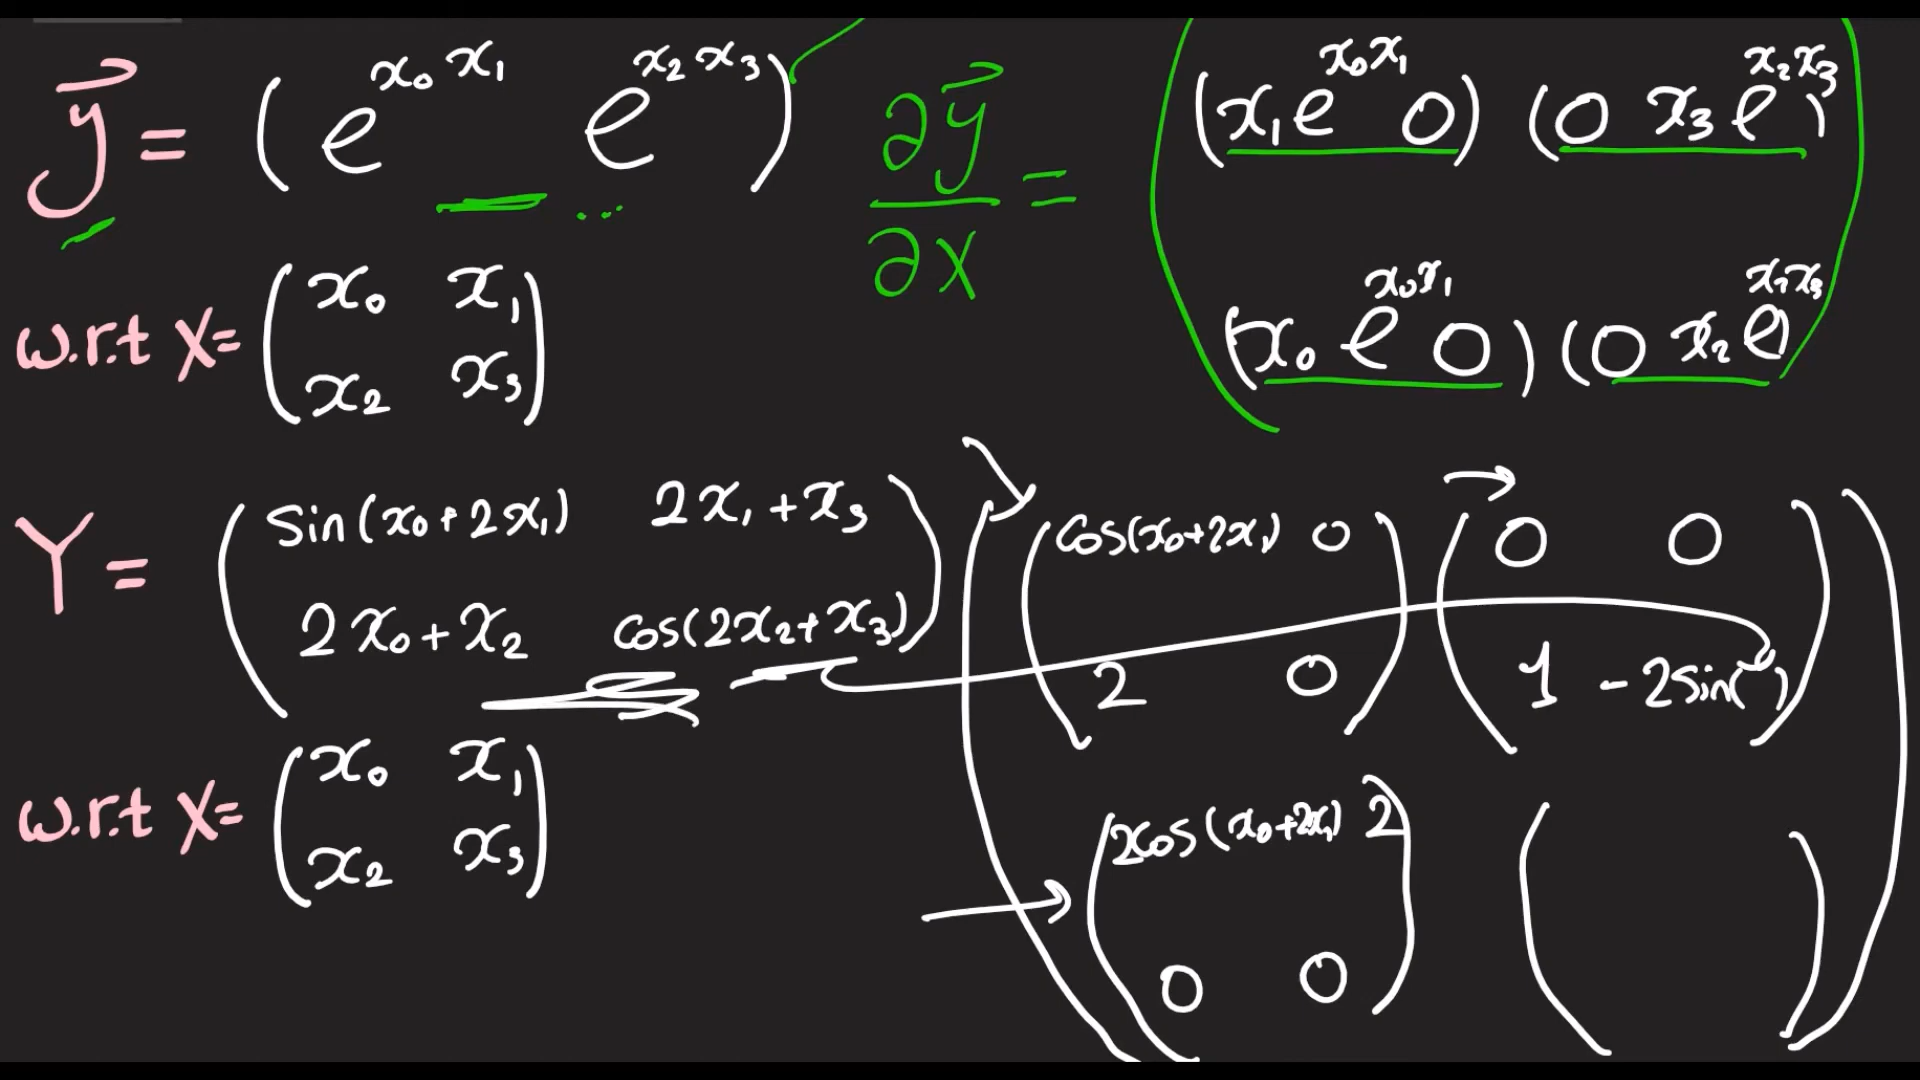 y⃗ = ( e^{x₀x₁} e^{x₂x₃} )
w.r.t X = ( x₀ x₁
x₂ x₃ )
∂y⃗ / ∂X =
( (x₁e^{x₀x₁} 0) (0 x₃e^{x₂x₃})
(x₀e^{x₀x₁} 0) (0 x₂e^{x₂x₃}) )
Y = ( Sin(x₀+2x₁) 2x₁+x₃
2x₀+x₂ cos(2x₂+x₃) )
w.r.t X = ( x₀ x₁
x₂ x₃ )
( ( cos(x₀+2x₁) 0 ) ( 0 0 )
( 2 0 ) ( 1 -2sin( ) )
( 2cos(x₀+2x₁) 2 ) ( )
( 0 0 ) ( ) )